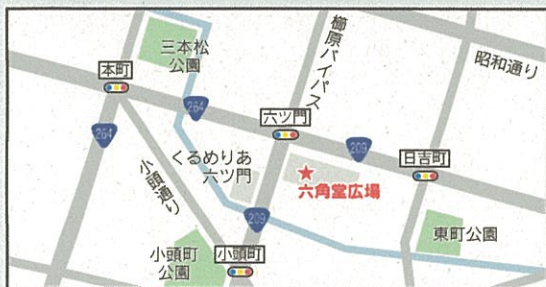 三本松
公園
櫛原バイパス
昭和通り
本町
264
六ツ門
264
209
日吉町
小頭通り
くるめりあ
六ツ門
六角堂広場
209
東町公園
小頭町
公園
小頭町